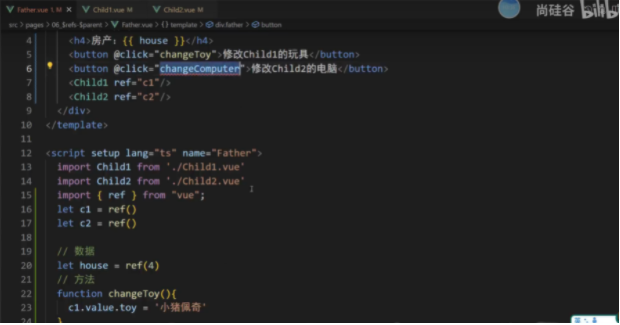 Father.vue 1 M
Child1.vue
Child2.vue
尚硅谷 bilibili
src > pages > 06_$refs-$parent > Father.vue > {} template > div.father > button
4 <h4>房产：{{ house }}</h4>
5 <button @click="changeToy">修改Child1的玩具</button>
6 <button @click="changeComputer">修改Child2的电脑</button>
7 <Child1 ref="c1"/>
8 <Child2 ref="c2"/>
9 </div>
10 </template>
11
12 <script setup lang="ts" name="Father">
13 import Child1 from './Child1.vue'
14 import Child2 from './Child2.vue'
15 import { ref } from "vue";
16 let c1 = ref()
17 let c2 = ref()
18
19 // 数据
20 let house = ref(4)
21 // 方法
22 function changeToy(){
23 c1.value.toy = '小猪佩奇'
24 }